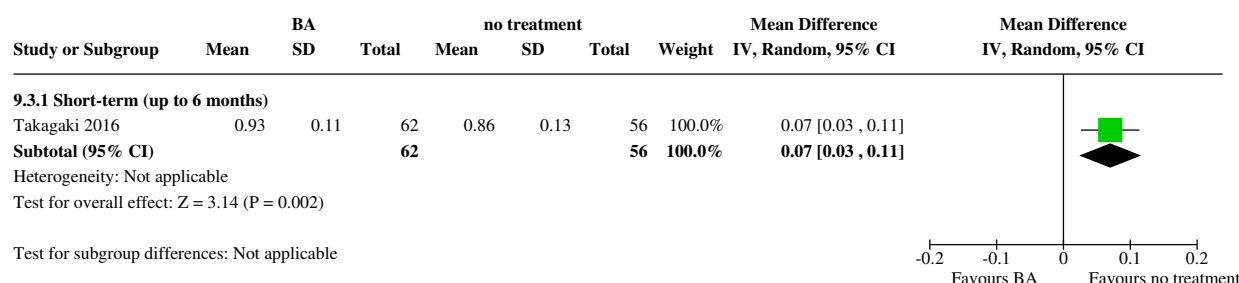 BA no treatment Mean Difference Mean Difference
Study or Subgroup Mean SD Total Mean SD Total Weight IV, Random, 95% CI IV, Random, 95% CI
9.3.1 Short-term (up to 6 months)
Takagaki 2016 0.93 0.11 62 0.86 0.13 56 100.0% 0.07 [0.03 , 0.11]
Subtotal (95% CI) 62 56 100.0% 0.07 [0.03 , 0.11]
Heterogeneity: Not applicable
Test for overall effect: Z = 3.14 (P = 0.002)
Test for subgroup differences: Not applicable
-0.2 -0.1 0 0.1 0.2
Favours BA Favours no treatment